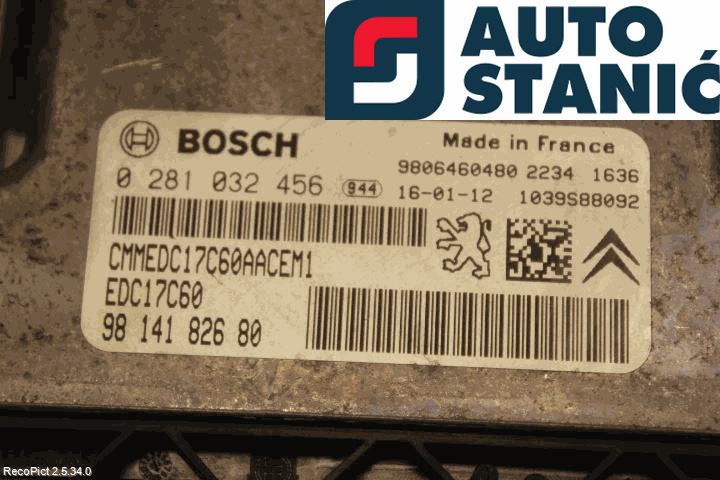 AUTO
STANIĆ
BOSCH
Made in France
0 281 032 456 944
9806460480 2234 1636
16-01-12 1039S88092
CMMEDC17C60AACEM1
EDC17C60
98 141 826 80
RecoPict 2.5.34.0